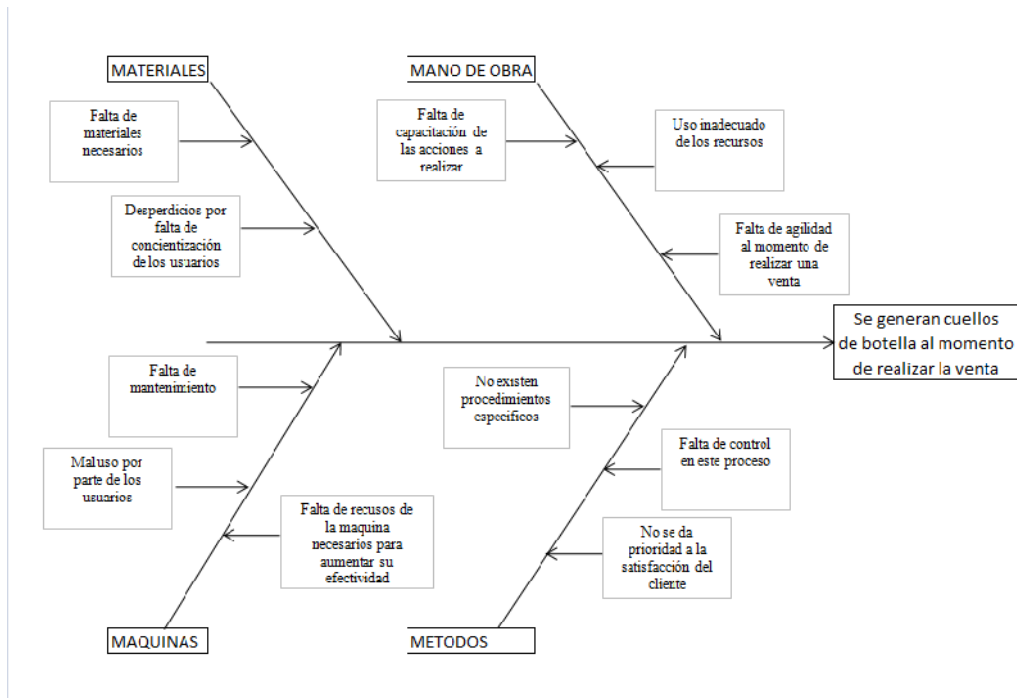 MATERIALES
MANO DE OBRA
Falta de
materiales
necesarios
Desperdicios por
falta de
concientización
de los usuarios
Falta de
capacitación de
las acciones a
realizar
Uso inadecuado
de los recursos
Falta de agilidad
al momento de
realizar una
venta
Se generan cuellos
de botella al momento
de realizar la venta
Falta de
mantenimiento
Mal uso por
parte de los
usuarios
Falta de recusos de
la maquina
necesarios para
aumentar su
efectividad
No existen
procedimientos
especificos
Falta de control
en este proceso
No se da
prioridad a la
satisfacción del
cliente
MAQUINAS
METODOS